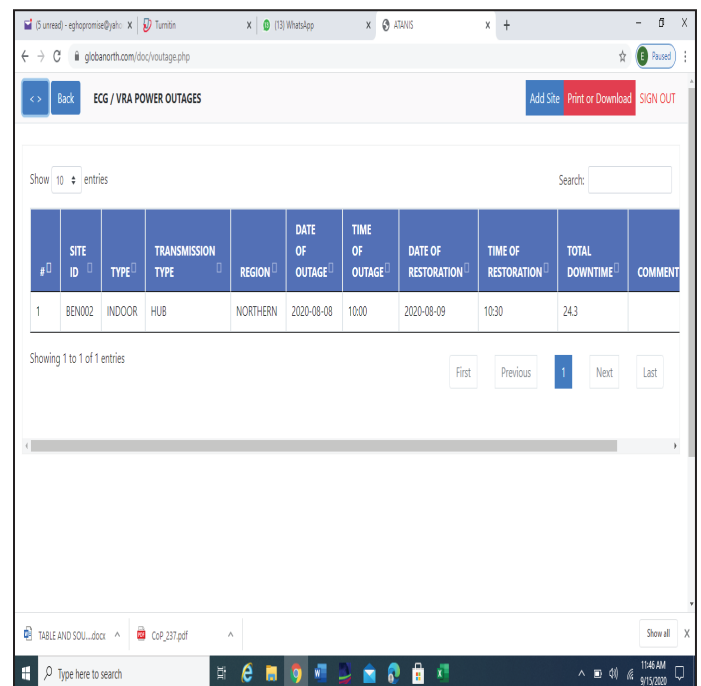 (5 unread) - eghopromise@yaho
Turnitin
(13) WhatsApp
ATANIS
globanorth.com/doc/voutage.php
E Paused
< > Back ECG / VRA POWER OUTAGES Add Site Print or Download SIGN OUT
Show 10 entries Search:
# SITE ID TYPE TRANSMISSION TYPE REGION DATE OF OUTAGE TIME OF OUTAGE DATE OF RESTORATION TIME OF RESTORATION TOTAL DOWNTIME COMMENT
1 BEN002 INDOOR HUB NORTHERN 2020-08-08 10:00 2020-08-09 10:30 24.3
Showing 1 to 1 of 1 entries
First Previous 1 Next Last
TABLE AND SOU....docx CoP_237.pdf Show all X
Type here to search
11:46 AM
9/15/2020